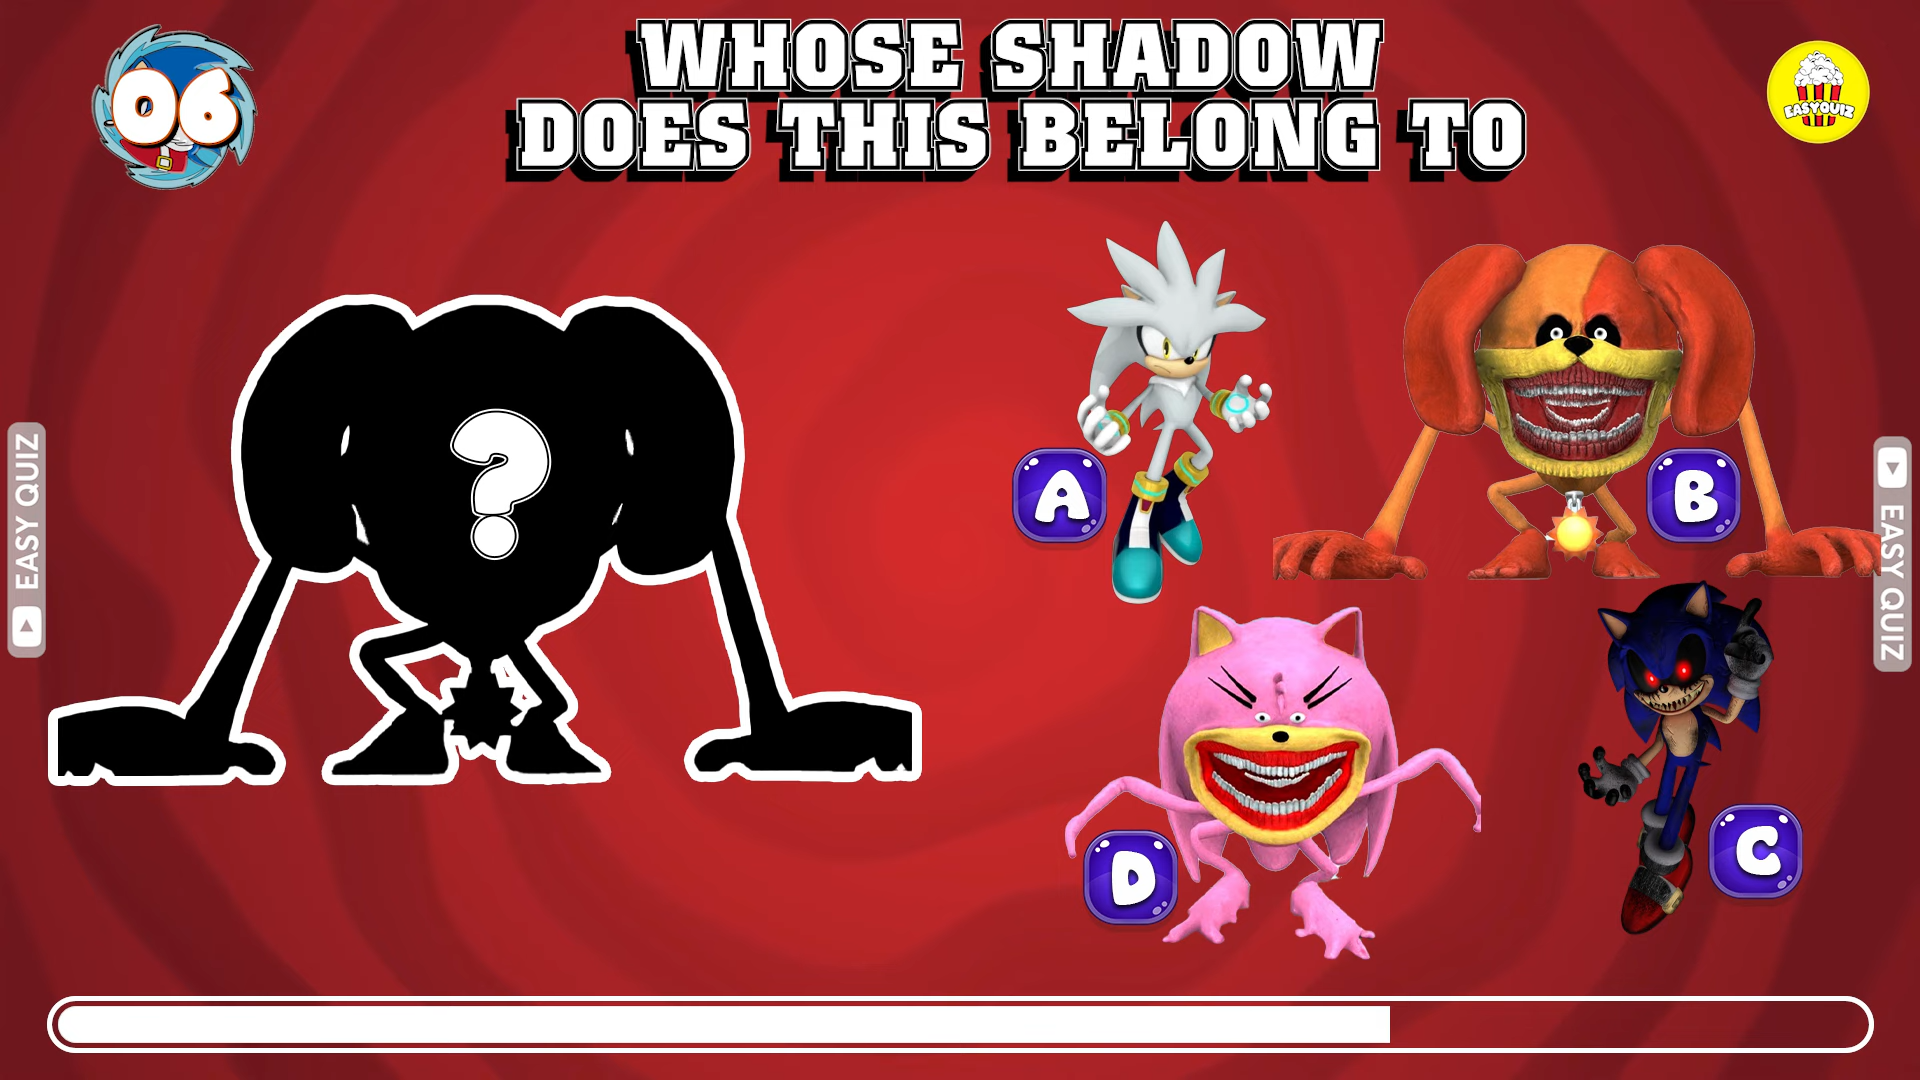 06
WHOSE SHADOW
DOES THIS BELONG TO
EASYQUIZ
?
EASY QUIZ
A
B
EASY QUIZ
D
C